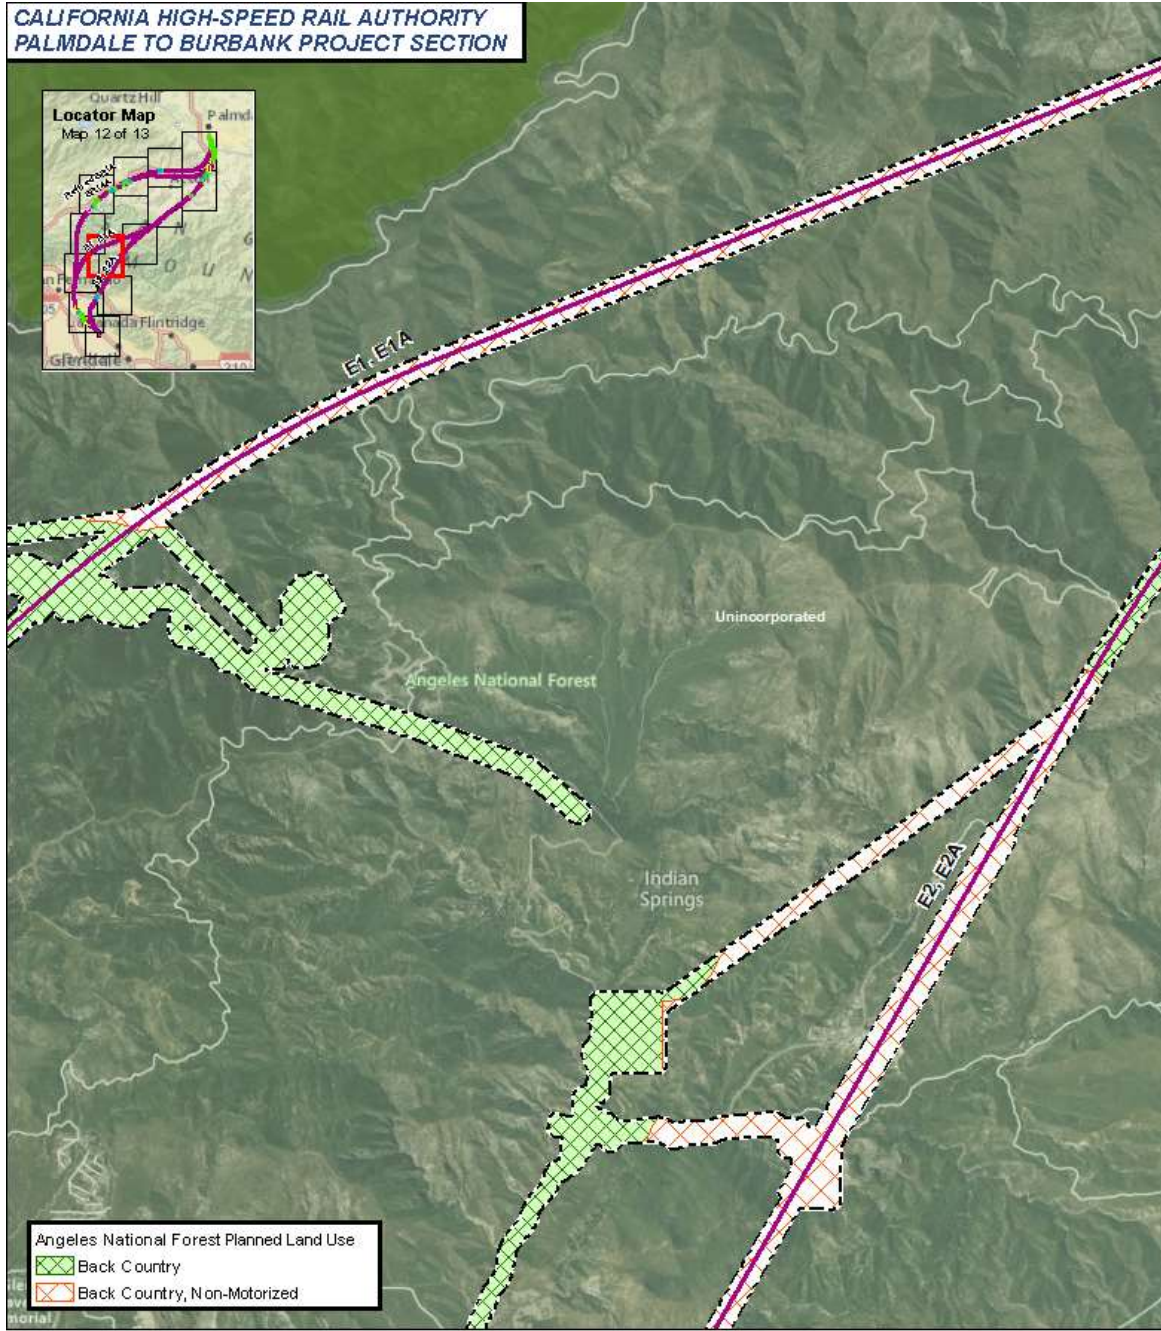 CALIFORNIA HIGH-SPEED RAIL AUTHORITY
PALMDALE TO BURBANK PROJECT SECTION
Quartz Hill
Locator Map
Map 12 of 13
Palmd
Flintridge
Glendale
210
E1, E1A
Unincorporated
Angeles National Forest
Indian
Springs
E2, E2A
Angeles National Forest Planned Land Use
Back Country
Back Country, Non-Motorized